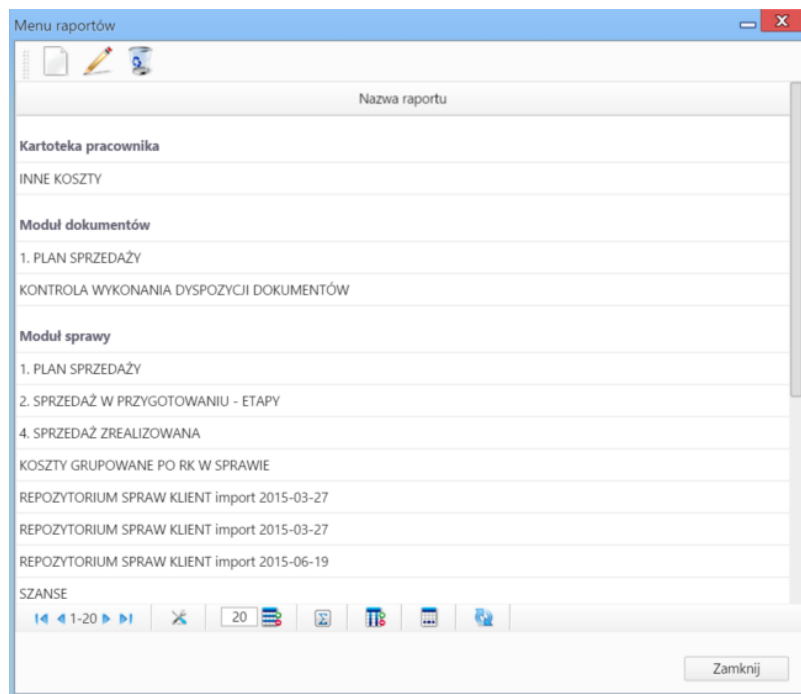 Menu raportów
Nazwa raportu
Kartoteka pracownika
INNE KOSZTY
Moduł dokumentów
1. PLAN SPRZEDAŻY
KONTROLA WYKONANIA DYSPOZYCJI DOKUMENTÓW
Moduł sprawy
1. PLAN SPRZEDAŻY
2. SPRZEDAŻ W PRZYGOTOWANIU - ETAPY
4. SPRZEDAŻ ZREALIZOWANA
KOSZTY GRUPOWANE PO RK W SPRAWIE
REPOZYTORIUM SPRAW KLIENT import 2015-03-27
REPOZYTORIUM SPRAW KLIENT import 2015-03-27
REPOZYTORIUM SPRAW KLIENT import 2015-06-19
SZANSE
1-20 20
Zamknij